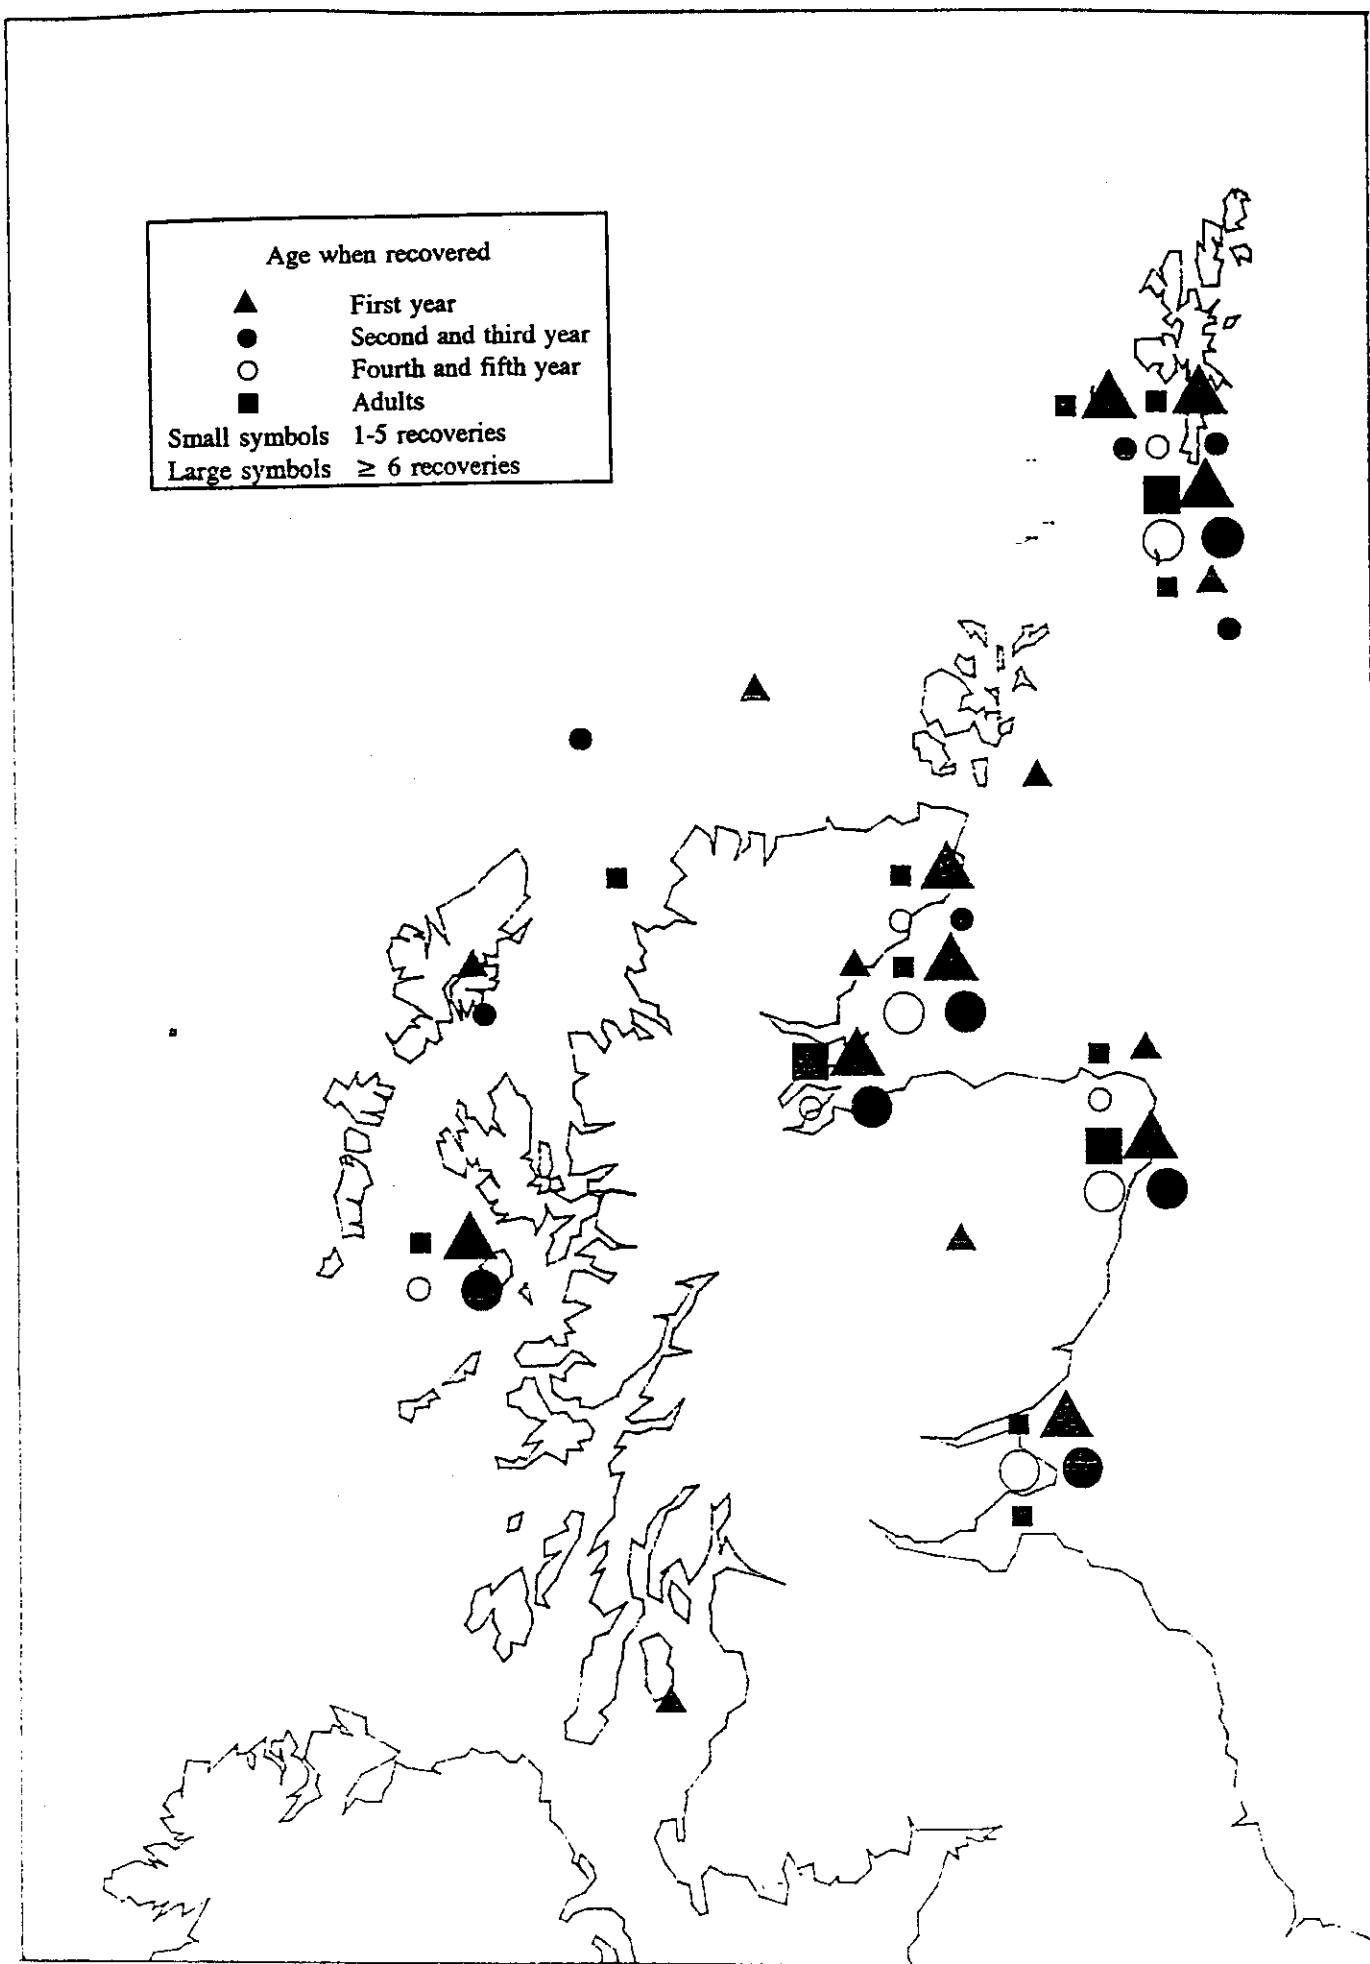 Age when recovered
First year
Second and third year
Fourth and fifth year
Adults
Small symbols 1-5 recoveries
Large symbols ≥ 6 recoveries